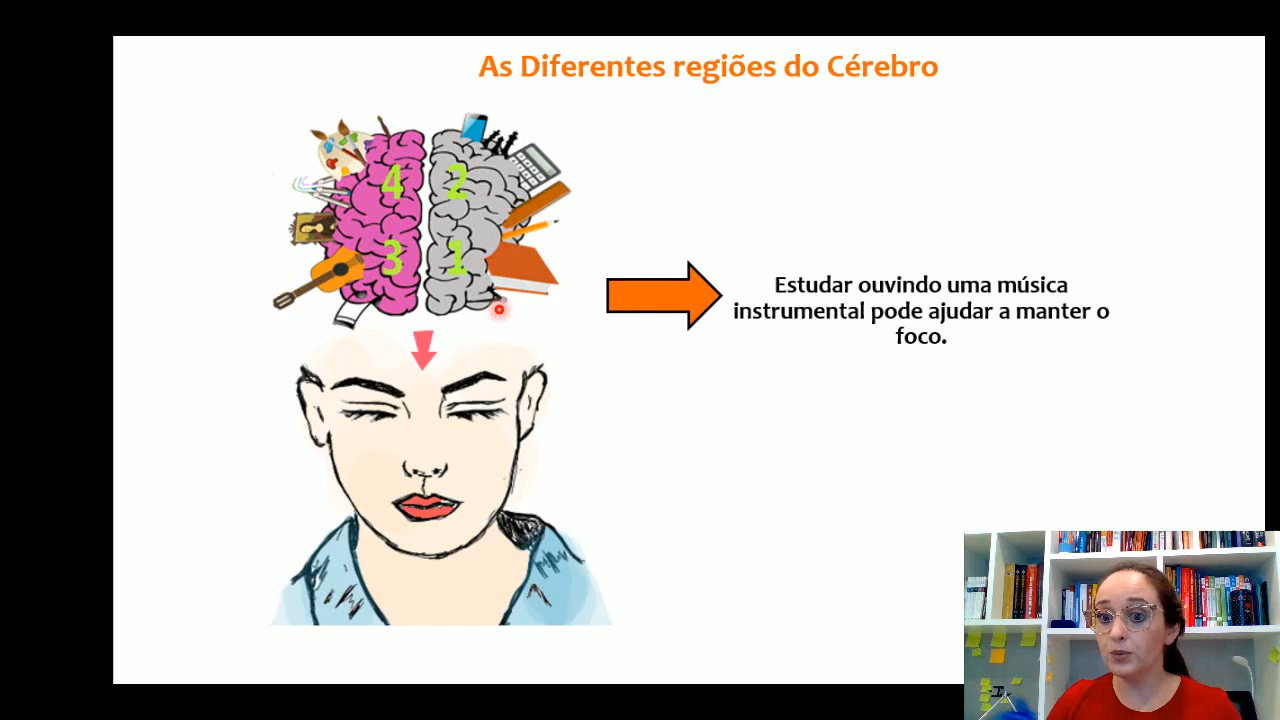 As Diferentes regiões do Cérebro
4 2
3 1
Estudar ouvindo uma música
instrumental pode ajudar a manter o
foco.